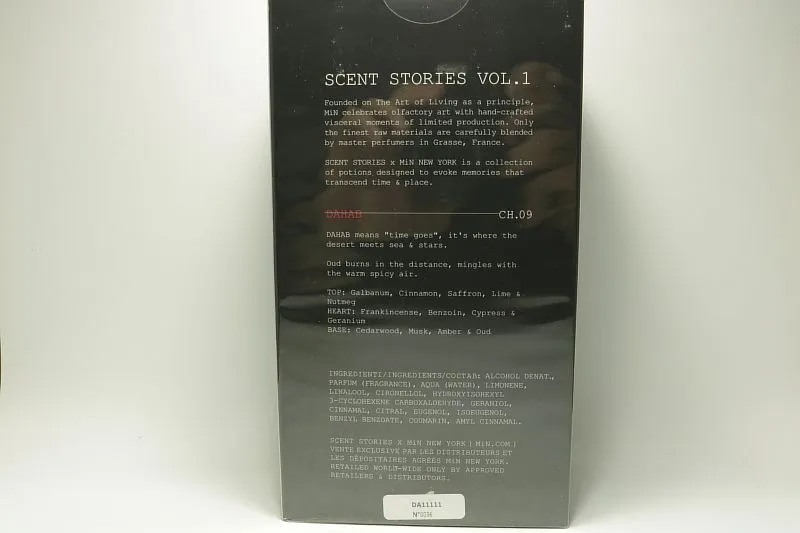 SCENT STORIES VOL.1
Founded on The Art of Living as a principle,
MiN celebrates olfactory art with hand-crafted
visceral moments of limited production. Only
the finest raw materials are carefully blended
by master perfumers in Grasse, France.
SCENT STORIES x MiN NEW YORK is a collection
of potions designed to evoke memories that
transcend time & place.
DAHAB CH.09
DAHAB means "time goes", it's where the
desert meets sea & stars.
Oud burns in the distance, mingles with
the warm spicy air.
TOP: Galbanum, Cinnamon, Saffron, Lime &
Nutmeg
HEART: Frankincense, Benzoin, Cypress &
Geranium
BASE: Cedarwood, Musk, Amber & Oud
INGREDIENTI/INGRÉDIENTS/COCTAB: ALCOHOL DENAT.,
PARFUM (FRAGRANCE), AQUA (WATER), LIMONENE,
LINALOOL, CIRONELLOL, HYDROXYISOHEXYL
3-CYCLOHEXENE CARBOXALDEHYDE, GERANIOL,
CINNAMAL, CITRAL, EUGENOL, ISOEUGENOL,
BENZYL BENZOATE, COUMARIN, AMYL CINNAMAL.
SCENT STORIES X MiN NEW YORK | MiN.COM |
VENTE EXCLUSIVE PAR LES DISTRIBUTEURS ET
LES DÉPOSITAIRES AGRÉES MiN NEW YORK.
RETAILED WORLD-WIDE ONLY BY APPROVED
RETAILERS & DISTRIBUTORS.
DA11111
N°0036